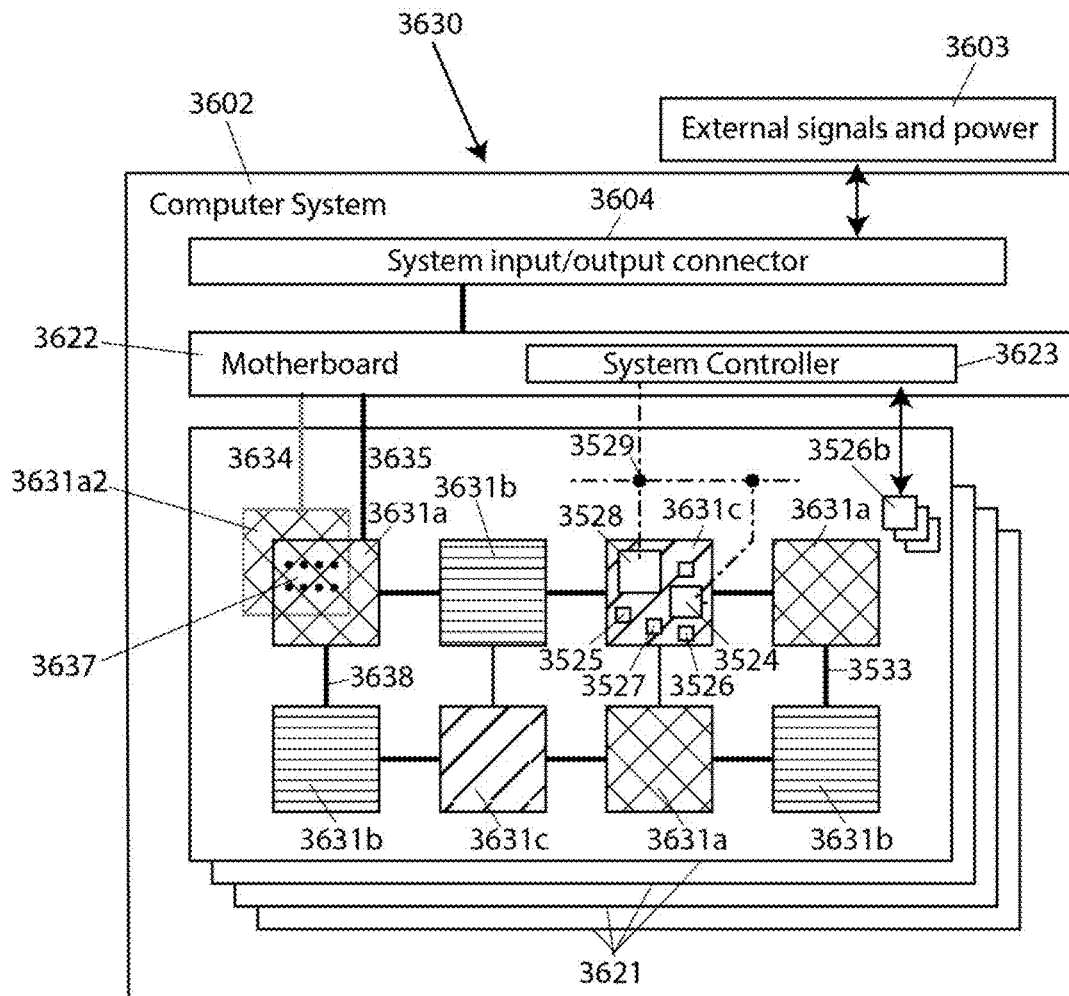 3630
3603
3602
External signals and power
Computer System
3604
System input/output connector
3622
Motherboard
System Controller
3623
3634
3635
3529
3526b
3631a2
3631a
3631b
3528
3631c
3631a
3637
3638
3525
3527
3526
3524
3533
3631b
3631c
3631a
3631b
3621